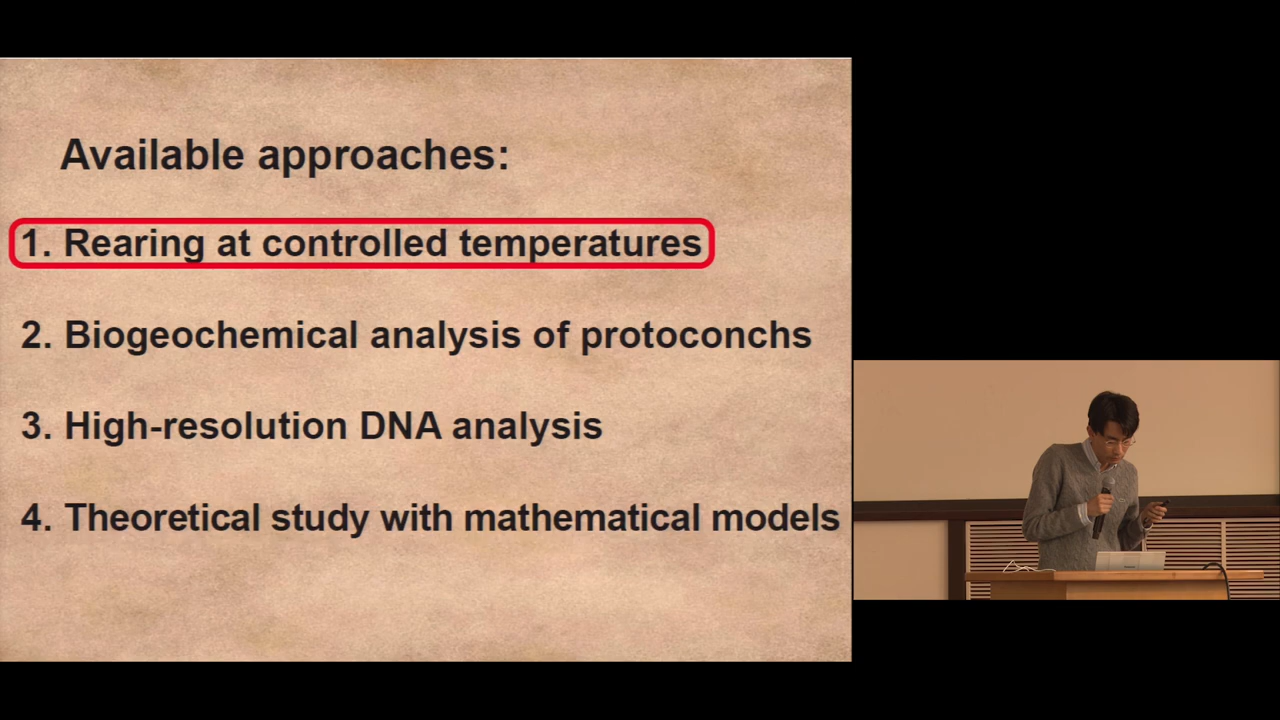 Available approaches:
1. Rearing at controlled temperatures
2. Biogeochemical analysis of protoconchs
3. High-resolution DNA analysis
4. Theoretical study with mathematical models